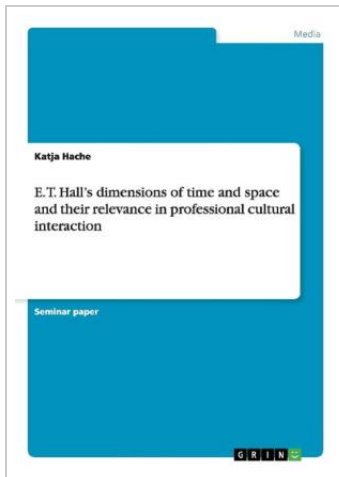 Media
Katja Hache
E. T. Hall's dimensions of time and space
and their relevance in professional cultural
interaction
Seminar paper
GRIN